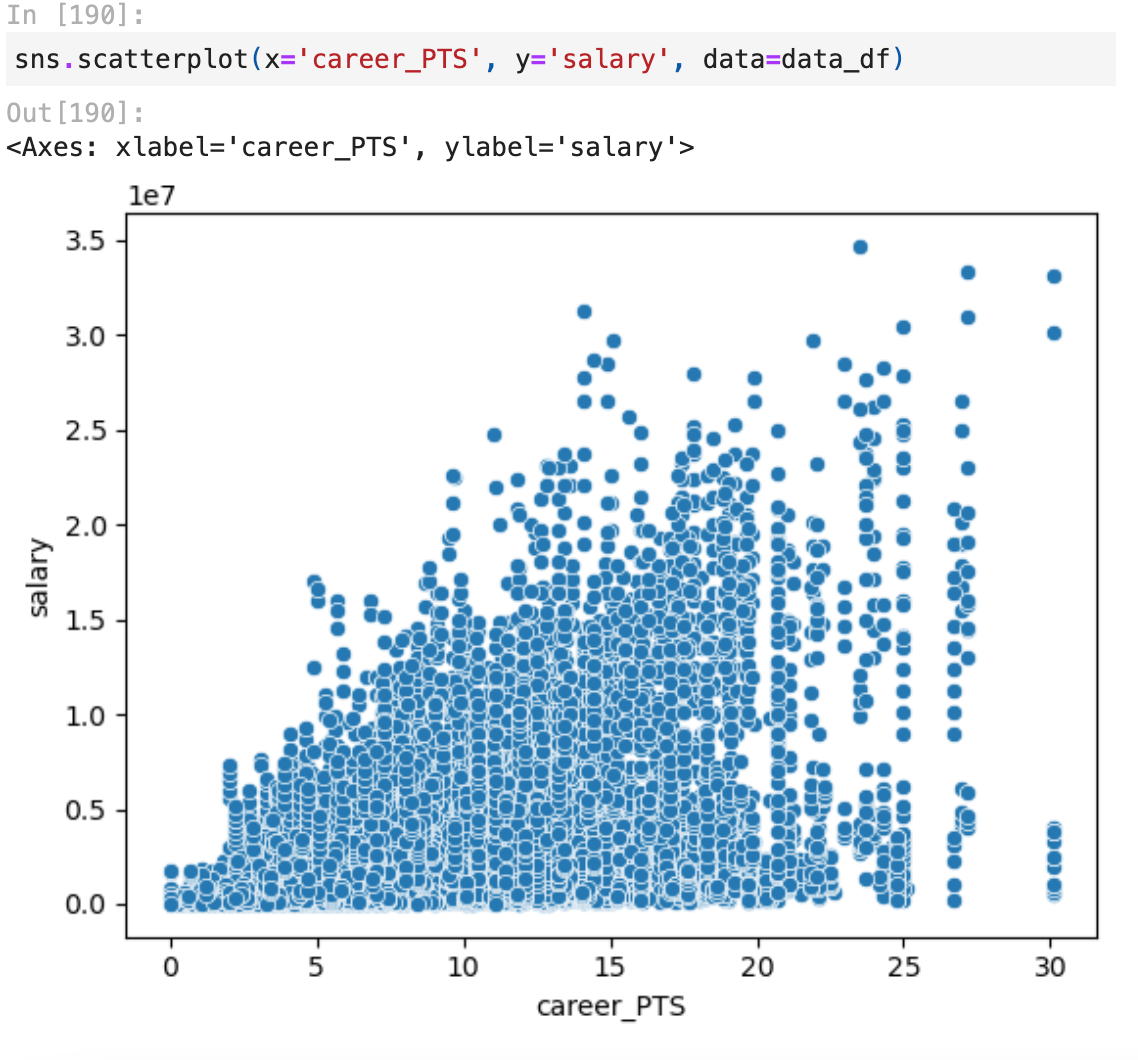 In [190]:
sns.scatterplot(x='career_PTS', y='salary', data=data_df)
Out[190]:
<Axes: xlabel='career_PTS', ylabel='salary'>
1e7
3.5
3.0
2.5
2.0
1.5
1.0
0.5
0.0
salary
0 5 10 15 20 25 30
career_PTS